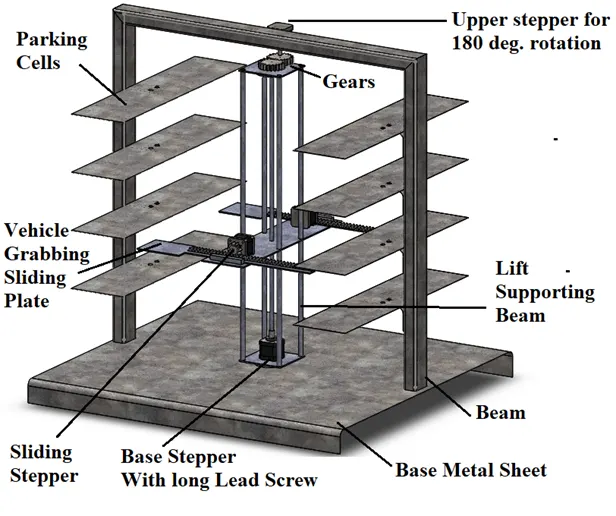 Upper stepper for
180 deg. rotation
Parking
Cells
Gears
Vehicle
Grabbing
Sliding
Plate
Lift
Supporting
Beam
Beam
Sliding
Stepper
Base Stepper
With long Lead Screw
Base Metal Sheet